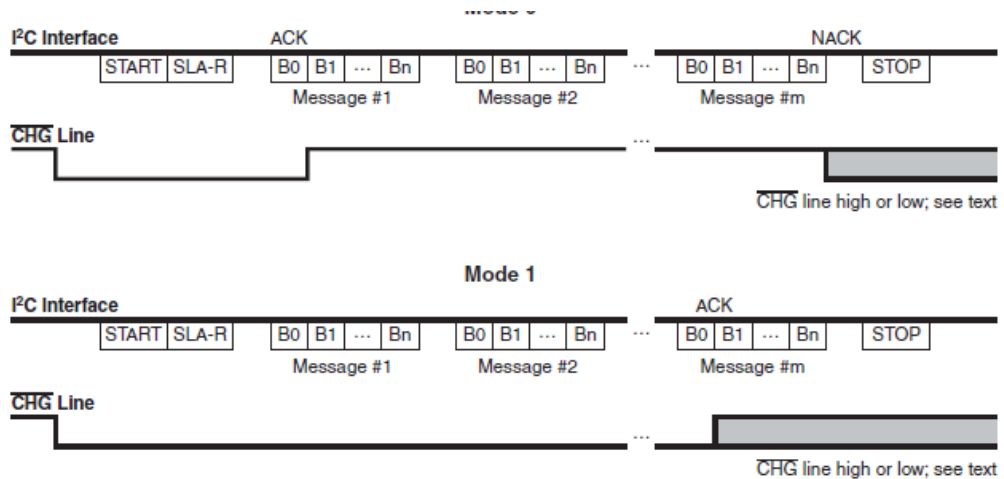 I²C Interface ACK NACK
START SLA-R B0 B1 ... Bn B0 B1 ... Bn ... B0 B1 ... Bn STOP
Message #1 Message #2 Message #m
CHG Line
...
CHG line high or low; see text
Mode 1
I²C Interface ACK
START SLA-R B0 B1 ... Bn B0 B1 ... Bn ... B0 B1 ... Bn STOP
Message #1 Message #2 Message #m
CHG Line
...
CHG line high or low; see text